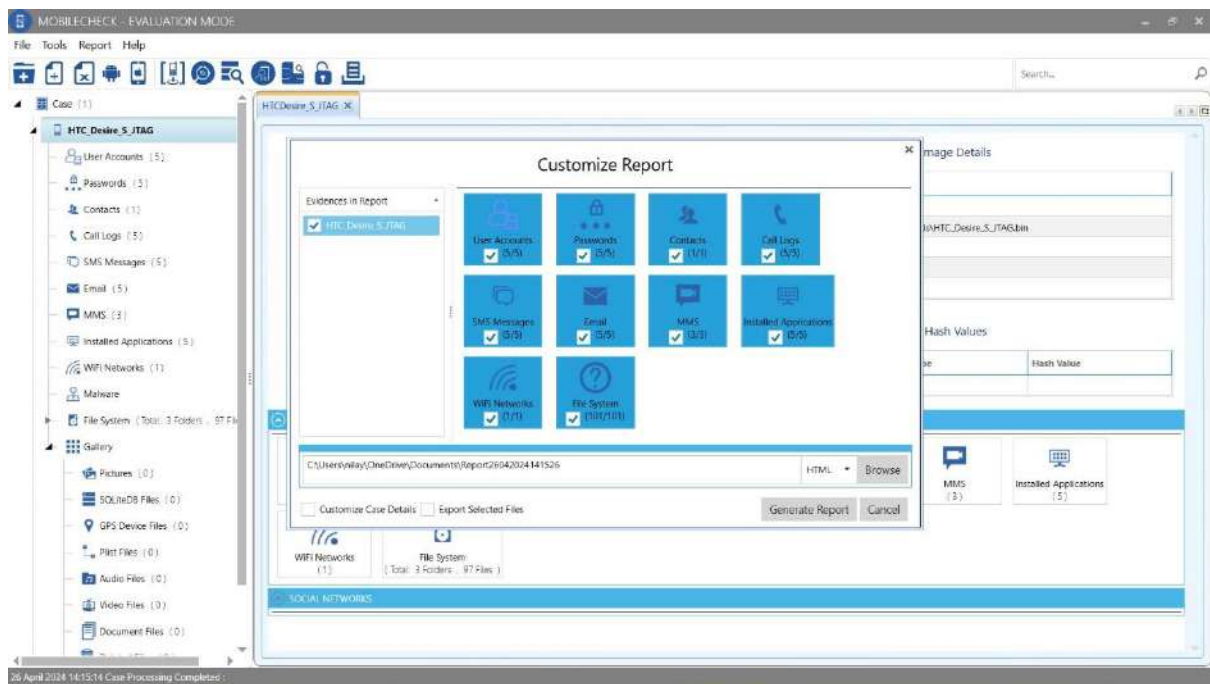 MOBILECHECK - EVALUATION MODE
File Tools Report Help
Search...
Case (1)
HTC_Desire_S_JTAG
User Accounts (5)
Passwords (5)
Contacts (1)
Call Logs (5)
SMS Messages (5)
Email (5)
MMS (3)
Installed Applications (5)
WiFi Networks (1)
Malware
File System (Total: 3 Folders , 97 File
Gallery
Pictures (0)
SQLiteDB Files (0)
GPS Device Files (0)
Plist Files (0)
Audio Files (0)
Video Files (0)
Document Files (0)
HTCDesire_S_JTAG
mage Details
HTC_Desire_S_JTAG.bin
Hash Values
Hash Value
Customize Report
Evidences in Report
HTC_Desire_S_JTAG
User Accounts
(5/5)
Passwords
(5/5)
Contacts
(1/1)
Call Logs
(5/5)
SMS Messages
(5/5)
Email
(5/5)
MMS
(3/3)
Installed Applications
(5/5)
WiFi Networks
(1/1)
File System
(101/101)
C:\Users\nilay\OneDrive\Documents\Report26042024141526
HTML
Browse
Customize Case Details
Export Selected Files
Generate Report
Cancel
MMS
(3)
Installed Applications
(5)
WiFi Networks
(1)
File System
(Total: 3 Folders , 97 Files )
SOCIAL NETWORKS
26 April 2024 14:15:14 Case Processing Completed :